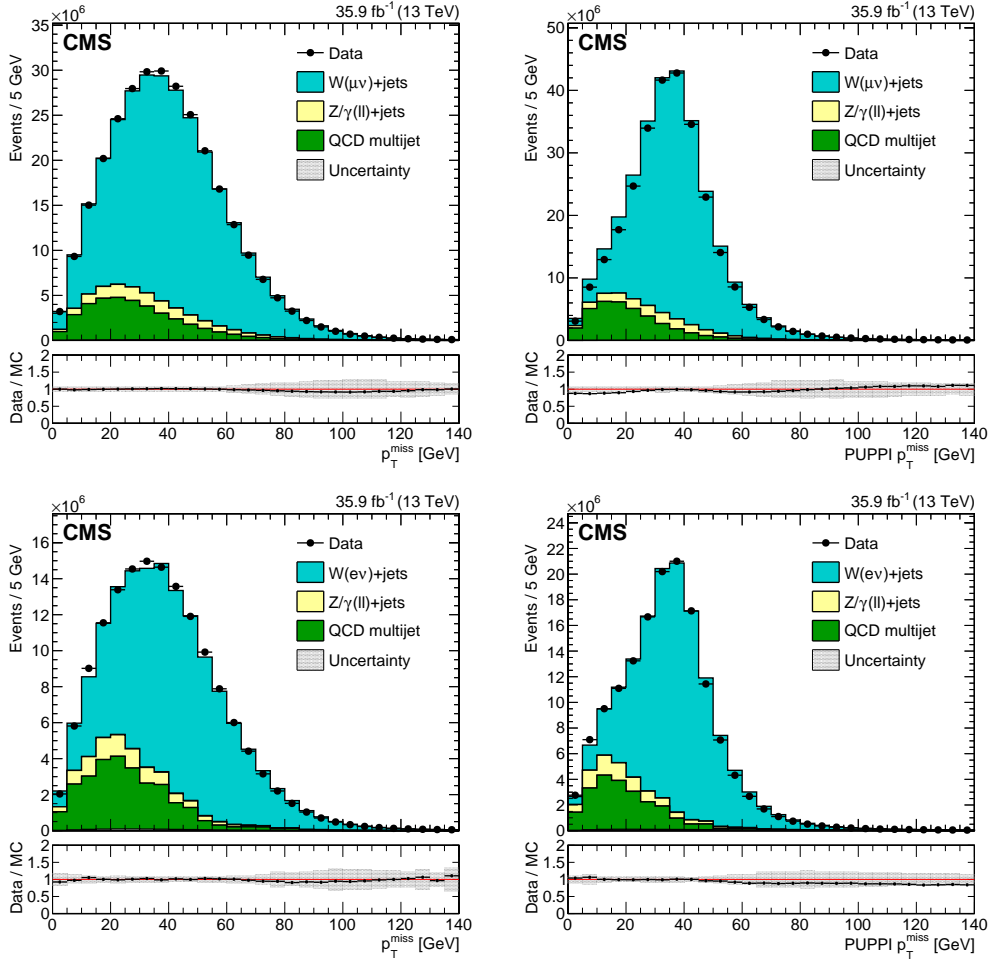 ×10⁶
35.9 fb⁻¹ (13 TeV)
CMS
Events / 5 GeV
35
30
25
20
15
10
5
0
Data
W(μν)+jets
Z/γ(ll)+jets
QCD multijet
Uncertainty
Data / MC
2
1.5
1
0.5
0
0 20 40 60 80 100 120 140
p_T^miss [GeV]
×10⁶
35.9 fb⁻¹ (13 TeV)
CMS
Events / 5 GeV
50
40
30
20
10
0
Data
W(μν)+jets
Z/γ(ll)+jets
QCD multijet
Uncertainty
Data / MC
2
1.5
1
0.5
0
0 20 40 60 80 100 120 140
PUPPI p_T^miss [GeV]
×10⁶
35.9 fb⁻¹ (13 TeV)
CMS
Events / 5 GeV
16
14
12
10
8
6
4
2
0
Data
W(eν)+jets
Z/γ(ll)+jets
QCD multijet
Uncertainty
Data / MC
2
1.5
1
0.5
0
0 20 40 60 80 100 120 140
p_T^miss [GeV]
×10⁶
35.9 fb⁻¹ (13 TeV)
CMS
Events / 5 GeV
24
22
20
18
16
14
12
10
8
6
4
2
0
Data
W(eν)+jets
Z/γ(ll)+jets
QCD multijet
Uncertainty
Data / MC
2
1.5
1
0.5
0
0 20 40 60 80 100 120 140
PUPPI p_T^miss [GeV]